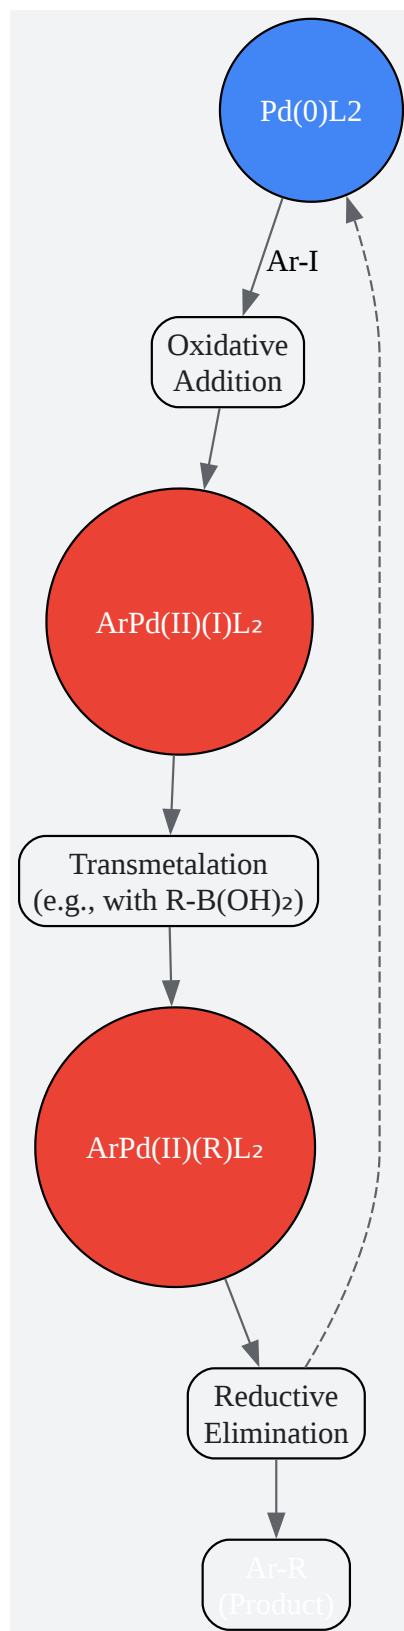 Pd(0)L2
Ar-I
Oxidative
Addition
ArPd(II)(I)L₂
Transmetalation
(e.g., with R-B(OH)₂)
ArPd(II)(R)L₂
Reductive
Elimination
Ar-R
(Product)